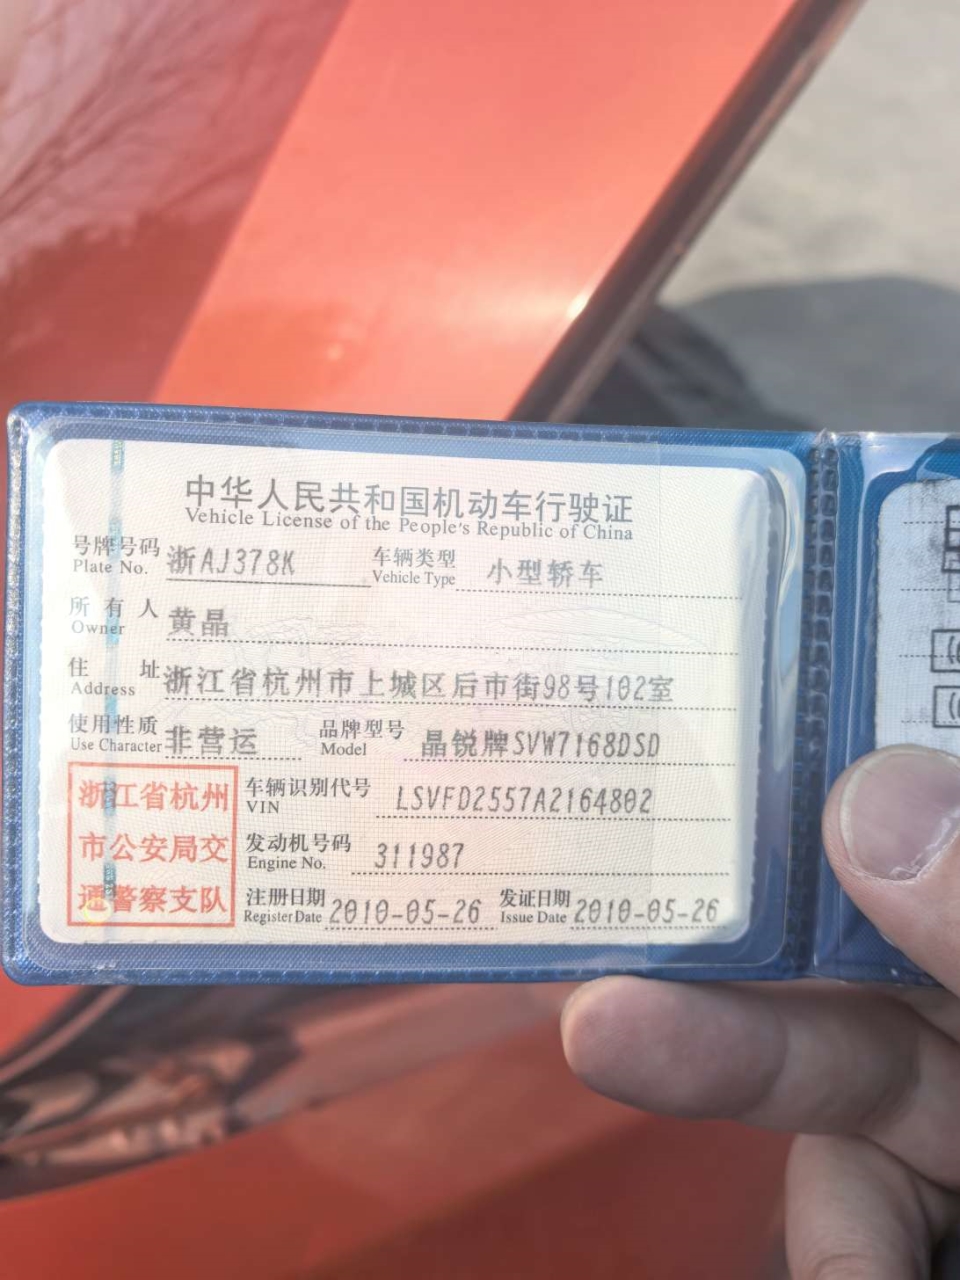 中华人民共和国机动车行驶证
Vehicle License of the People's Republic of China
号牌号码 浙AJ378K 车辆类型 小型轿车
Plate No. Vehicle Type
所有人 黄晶
Owner
住址 浙江省杭州市上城区后市街98号102室
Address
使用性质 非营运 品牌型号 晶锐牌SVW7168DSD
Use Character Model
浙江省杭州
市公安局交
通警察支队
车辆识别代号 LSVFD2557A2164802
VIN
发动机号码 311987
Engine No.
注册日期 2010-05-26 发证日期 2010-05-26
Register Date Issue Date